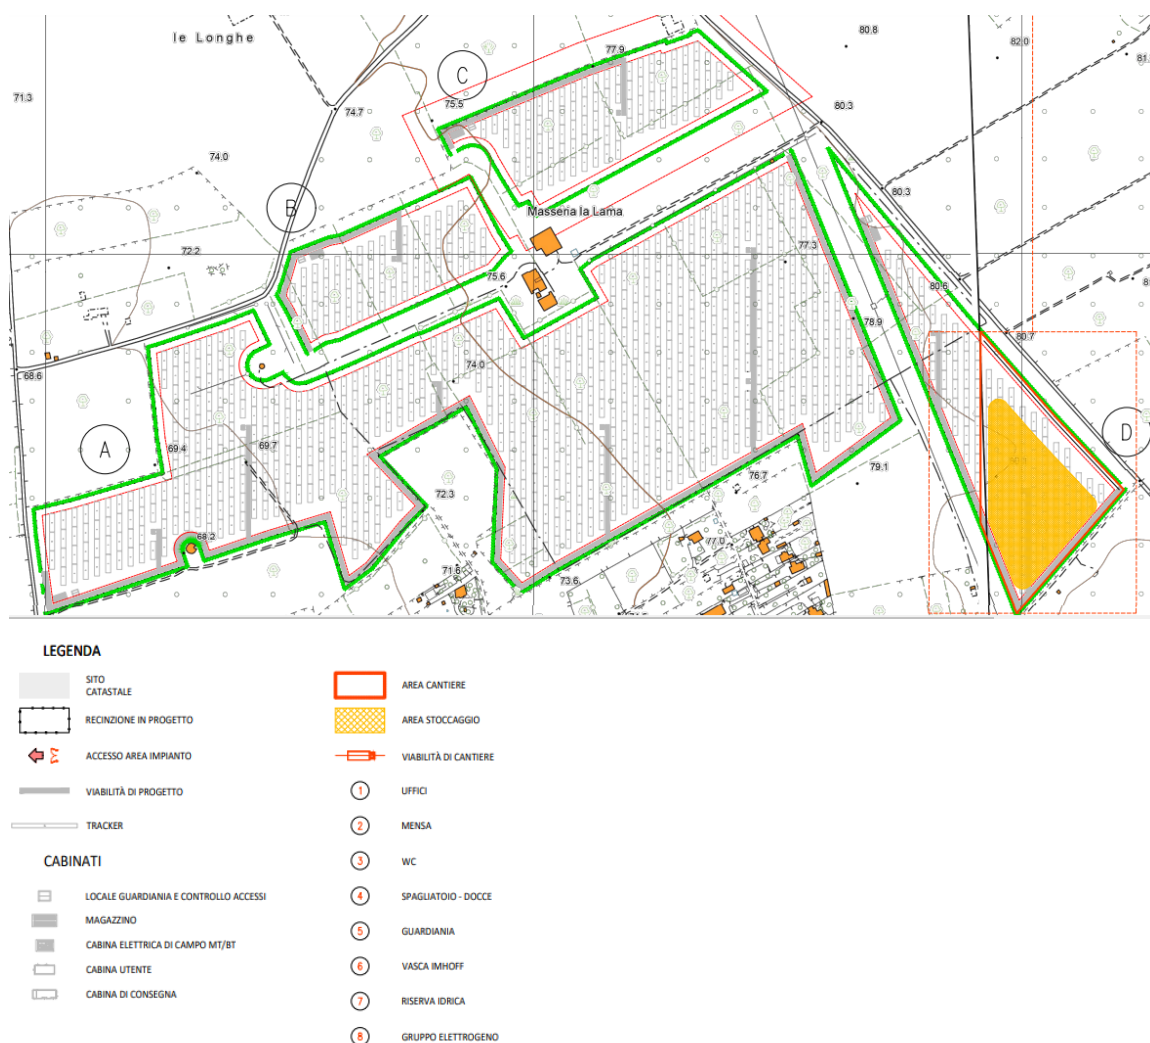 le Longhe
80.8
82.0
81.
77.9
C
71.3
74.7
75.5
80.3
74.0
80.3
B
Masseria la Lama
72.2
77.3
75.6
80.6
78.9
80.7
74.0
68.6
D
A
69.4
69.7
76.7
79.1
72.3
68.2
77.0
71.6
73.6
LEGENDA
SITO
CATASTALE
RECINZIONE IN PROGETTO
ACCESSO AREA IMPIANTO
VIABILITÀ DI PROGETTO
TRACKER
CABINATI
LOCALE GUARDIANIA E CONTROLLO ACCESSI
MAGAZZINO
CABINA ELETTRICA DI CAMPO MT/BT
CABINA UTENTE
CABINA DI CONSEGNA
AREA CANTIERE
AREA STOCCAGGIO
VIABILITÀ DI CANTIERE
1 UFFICI
2 MENSA
3 WC
4 SPAGLIATOIO - DOCCE
5 GUARDIANIA
6 VASCA IMHOFF
7 RISERVA IDRICA
8 GRUPPO ELETTROGENO